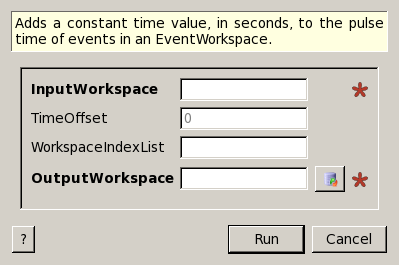 Adds a constant time value, in seconds, to the pulse
time of events in an EventWorkspace.
InputWorkspace
TimeOffset 0
WorkspaceIndexList
OutputWorkspace
? Run Cancel